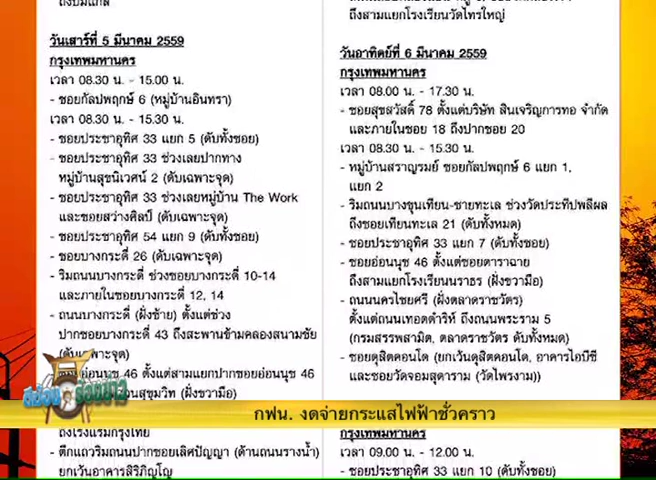 ถึงสามแยกโรงเรียนวัดไทรใหญ่
วันเสาร์ที่ 5 มีนาคม 2559
กรุงเทพมหานคร
เวลา 08.30 น. - 15.00 น.
- ซอยกัลปพฤกษ์ 6 (หมู่บ้านอินทรา)
เวลา 08.30 น. - 15.30 น.
- ซอยประชาอุทิศ 33 แยก 5 (ดับทั้งซอย)
- ซอยประชาอุทิศ 33 ช่วงเลยปากทาง
หมู่บ้านสุขนิเวศน์ 2 (ดับเฉพาะจุด)
- ซอยประชาอุทิศ 33 ช่วงเลยหมู่บ้าน The Work
และซอยสว่างศิลป์ (ดับเฉพาะจุด)
- ซอยประชาอุทิศ 54 แยก 9 (ดับทั้งซอย)
- ซอยบางกระดี่ 26 (ดับเฉพาะจุด)
- ริมถนนบางกระดี่ ช่วงซอยบางกระดี่ 10-14
และภายในซอยบางกระดี่ 12, 14
- ถนนบางกระดี่ (ฝั่งซ้าย) ตั้งแต่ช่วง
ปากซอยบางกระดี่ 43 ถึงสะพานข้ามคลองสนามชัย
(ดับเฉพาะจุด)
อ่อนนุช 46 ตั้งแต่สามแยกปากซอยอ่อนนุช 46
นสุขุมวิท (ฝั่งขวามือ)
ถึงโรงแรมกรุงไทย
- ตึกแถวริมถนนปากซอยเลิศปัญญา (ด้านถนนรางน้ำ)
ยกเว้นอาคารสิริภิญโญ
วันอาทิตย์ที่ 6 มีนาคม 2559
กรุงเทพมหานคร
เวลา 08.00 น. - 17.30 น.
- ซอยสุขสวัสดิ์ 78 ตั้งแต่บริษัท สินเจริญการทอ จำกัด
และภายในซอย 18 ถึงปากซอย 20
เวลา 08.30 น. - 15.30 น.
- หมู่บ้านสราญรมย์ ซอยกัลปพฤกษ์ 6 แยก 1,
แยก 2
- ริมถนนบางขุนเทียน-ชายทะเล ช่วงวัดประทีปพลีผล
ถึงซอยเทียนทะเล 21 (ดับทั้งหมด)
- ซอยประชาอุทิศ 33 แยก 7 (ดับทั้งซอย)
- ซอยอ่อนนุช 46 ตั้งแต่ซอยดาราฉาย
ถึงสามแยกโรงเรียนนราธร (ฝั่งขวามือ)
- ถนนนครไชยศรี (ฝั่งตลาดราชวัตร)
ตั้งแต่ถนนเทอดดำริห์ ถึงถนนพระราม 5
(กรมสรรพสามิต, ตลาดราชวัตร ดับทั้งหมด)
- ซอยดุสิตคอนโด (ยกเว้นดุสิตคอนโด, อาคารไอบีซี
และซอยวัดจอมสุดาราม (วัดไพรงาม))
กรุงเทพมหานคร
เวลา 09.00 น. - 12.00 น.
- ซอยประชาอุทิศ 33 แยก 10 (ดับทั้งซอย)
กฟน. งดจ่ายกระแสไฟฟ้าชั่วคราว